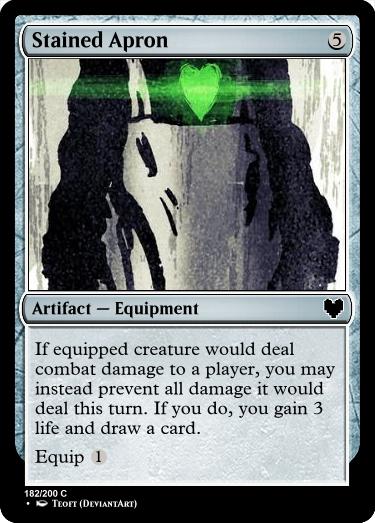 Stained Apron 5
Artifact — Equipment
If equipped creature would deal
combat damage to a player, you may
instead prevent all damage it would
deal this turn. If you do, you gain 3
life and draw a card.
Equip 1
182/200 C
• Teoft (DeviantArt)